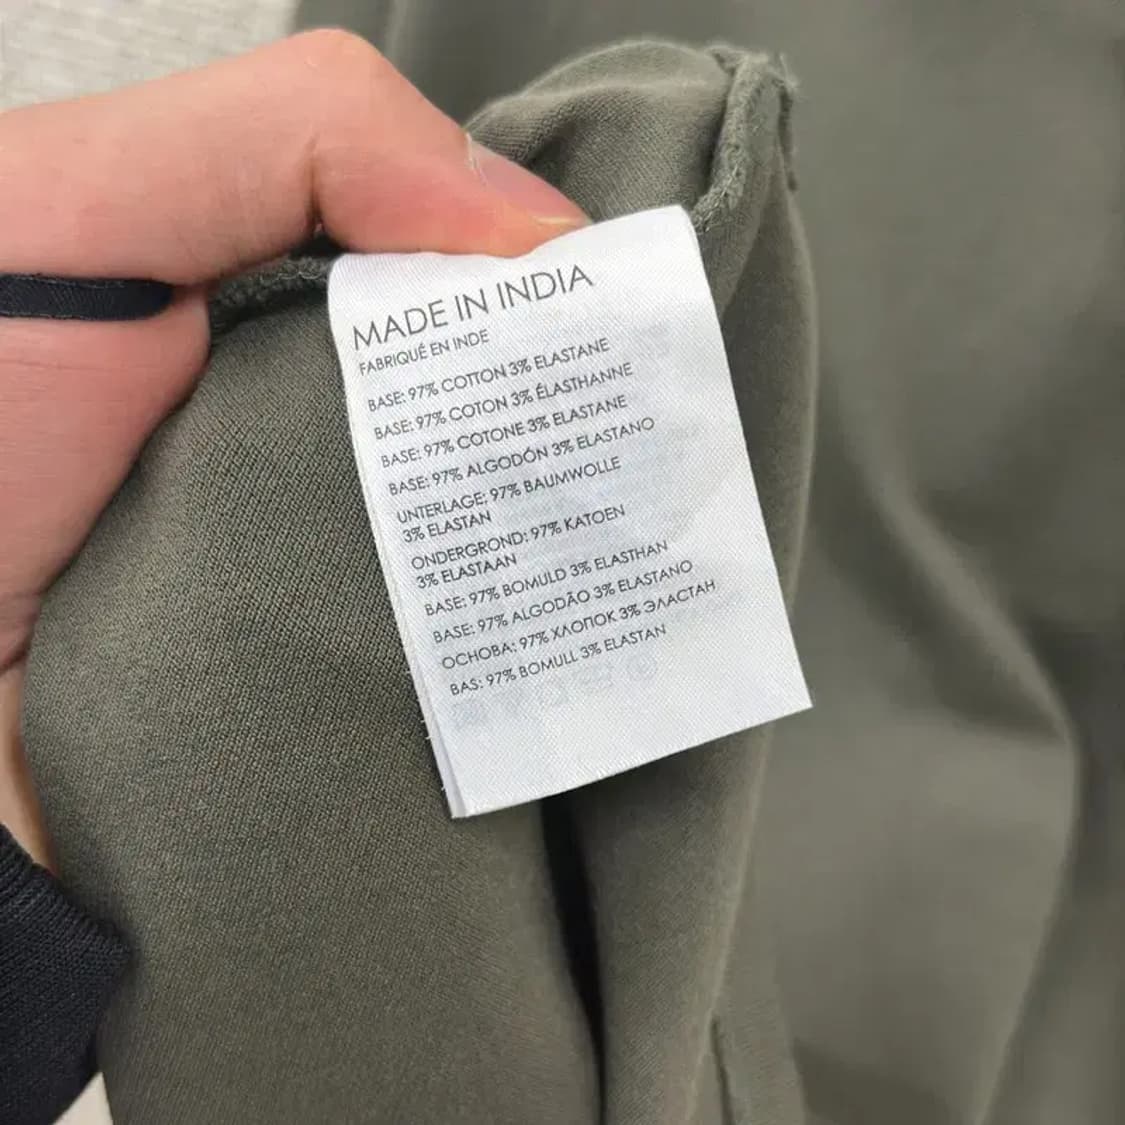 MADE IN INDIA
FABRIQUÉ EN INDE
BASE: 97% COTTON 3% ELASTANE
BASE: 97% COTON 3% ÉLASTHANNE
BASE: 97% COTONE 3% ELASTANE
BASE: 97% ALGODÓN 3% ELASTANO
UNTERLAGE: 97% BAUMWOLLE
3% ELASTAN
ONDERGROND: 97% KATOEN
3% ELASTAAN
BASE: 97% BOMULD 3% ELASTHAN
BASE: 97% ALGODÃO 3% ELASTANO
ОСНОВА: 97% ХЛОПОК 3% ЭЛАСТАН
BAS: 97% BOMULL 3% ELASTAN